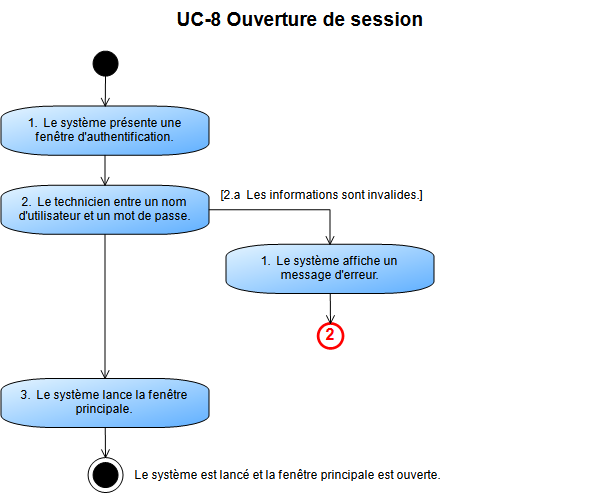 UC-8 Ouverture de session
1. Le système présente une
fenêtre d'authentification.
2. Le technicien entre un nom
d'utilisateur et un mot de passe.
[2.a Les informations sont invalides.]
1. Le système affiche un
message d'erreur.
2
3. Le système lance la fenêtre
principale.
Le système est lancé et la fenêtre principale est ouverte.